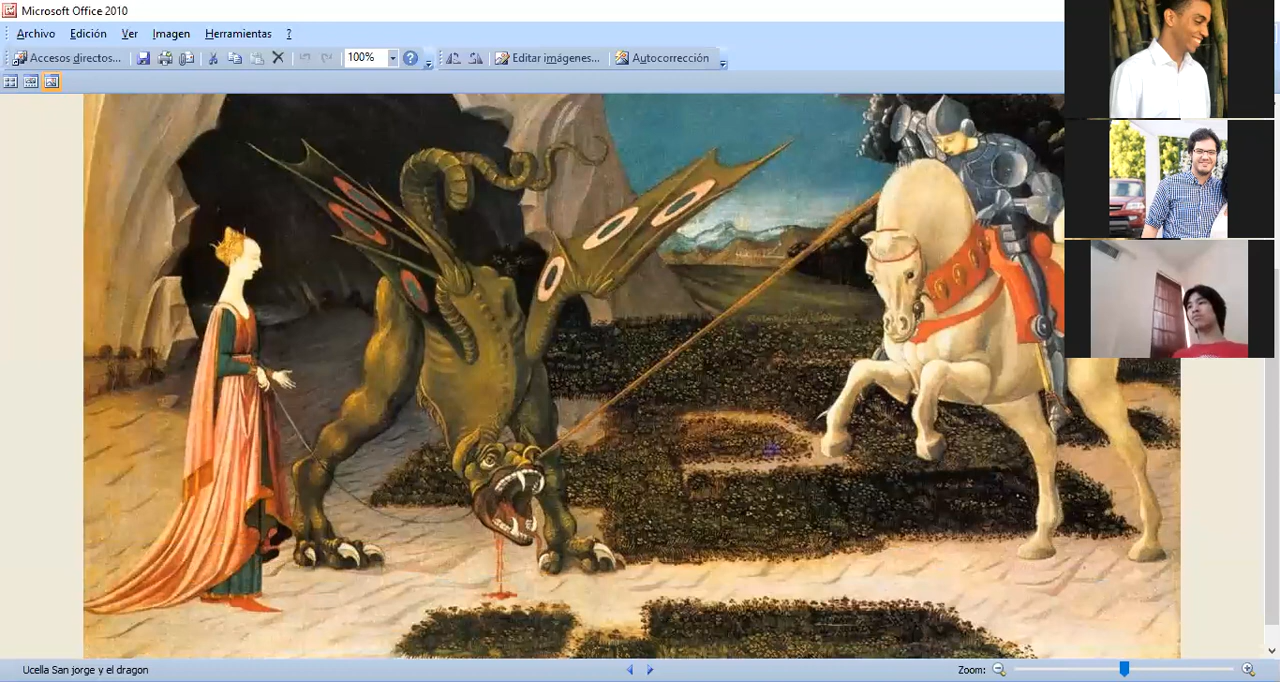 Microsoft Office 2010
Archivo Edición Ver Imagen Herramientas ?
Accesos directos... 100% Editar imágenes... Autocorrección
Ucella San jorge y el dragon Zoom: